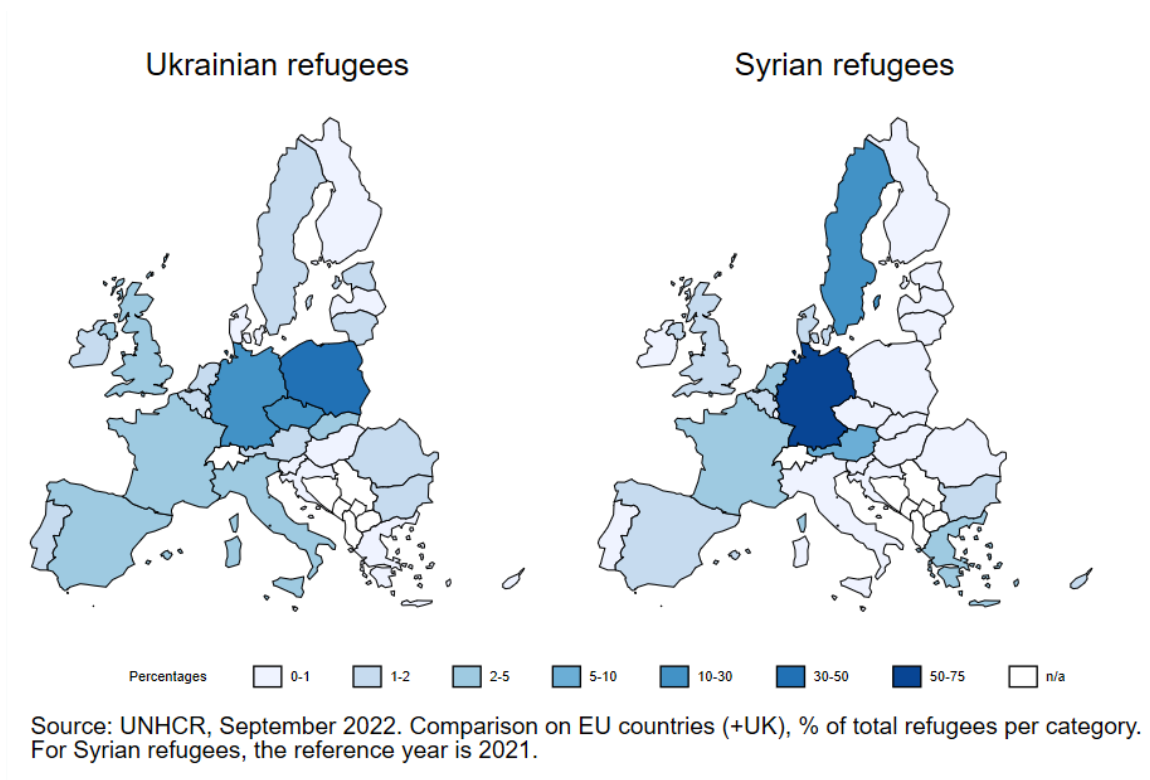 Ukrainian refugees
Syrian refugees
Percentages 0-1 1-2 2-5 5-10 10-30 30-50 50-75 n/a
Source: UNHCR, September 2022. Comparison on EU countries (+UK), % of total refugees per category.
For Syrian refugees, the reference year is 2021.